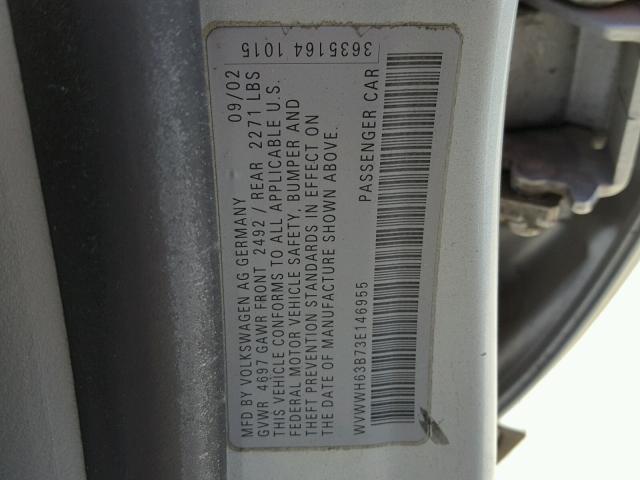 3635164 1015
MFD BY VOLKSWAGEN AG GERMANY 09/02
GVWR 4697 GAWR FRONT 2492 / REAR 2271 LBS
THIS VEHICLE CONFORMS TO ALL APPLICABLE U.S.
FEDERAL MOTOR VEHICLE SAFETY, BUMPER AND
THEFT PREVENTION STANDARDS IN EFFECT ON
THE DATE OF MANUFACTURE SHOWN ABOVE.
WVWWH63B73E146955 PASSENGER CAR